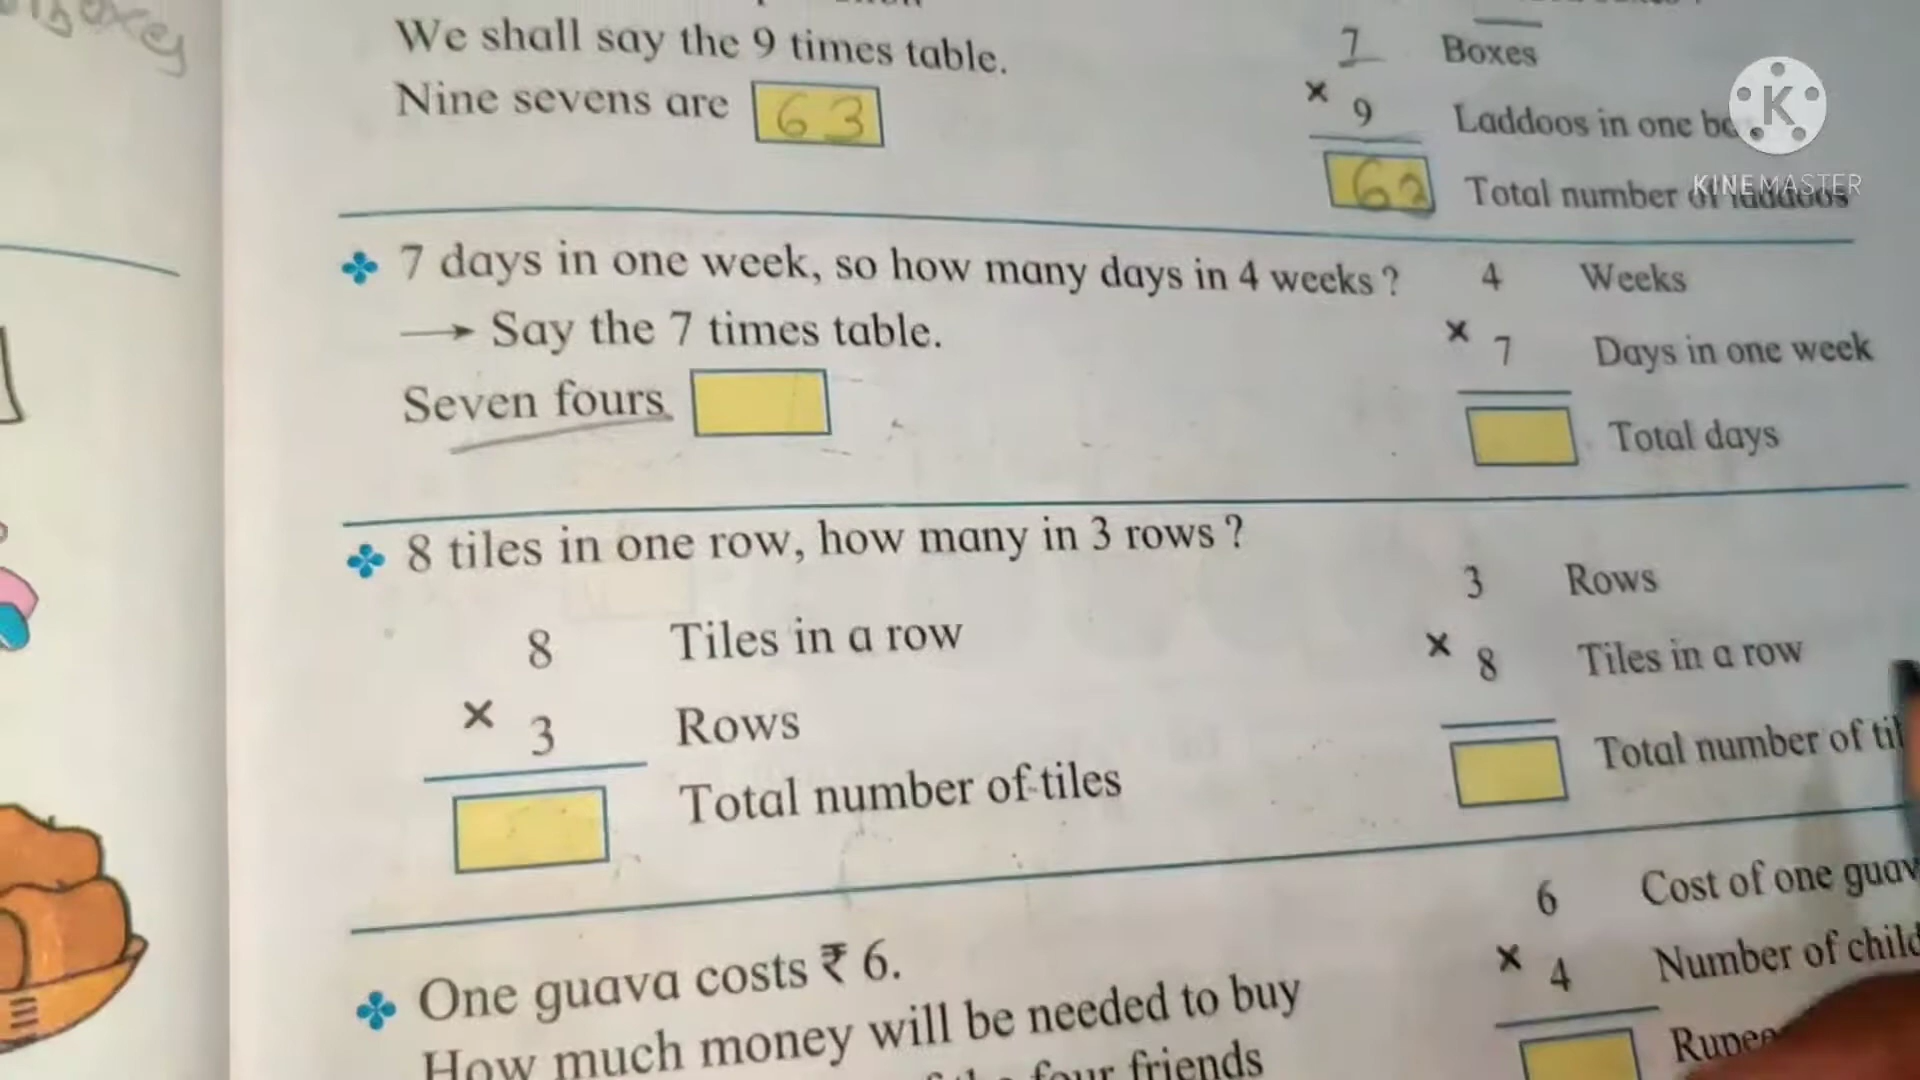 We shall say the 9 times table.
Nine sevens are 63
7 Boxes
× 9 Laddoos in one
Total number of laddoos
K
KINEMASTER
7 days in one week, so how many days in 4 weeks ?
→ Say the 7 times table.
Seven fours
4 Weeks
× 7 Days in one week
Total days
8 tiles in one row, how many in 3 rows ?
8 Tiles in a row
× 3 Rows
Total number of tiles
3 Rows
× 8 Tiles in a row
Total number of
One guava costs ₹ 6.
How much money will be needed to buy
four friends
6 Cost of one
× 4 Number of